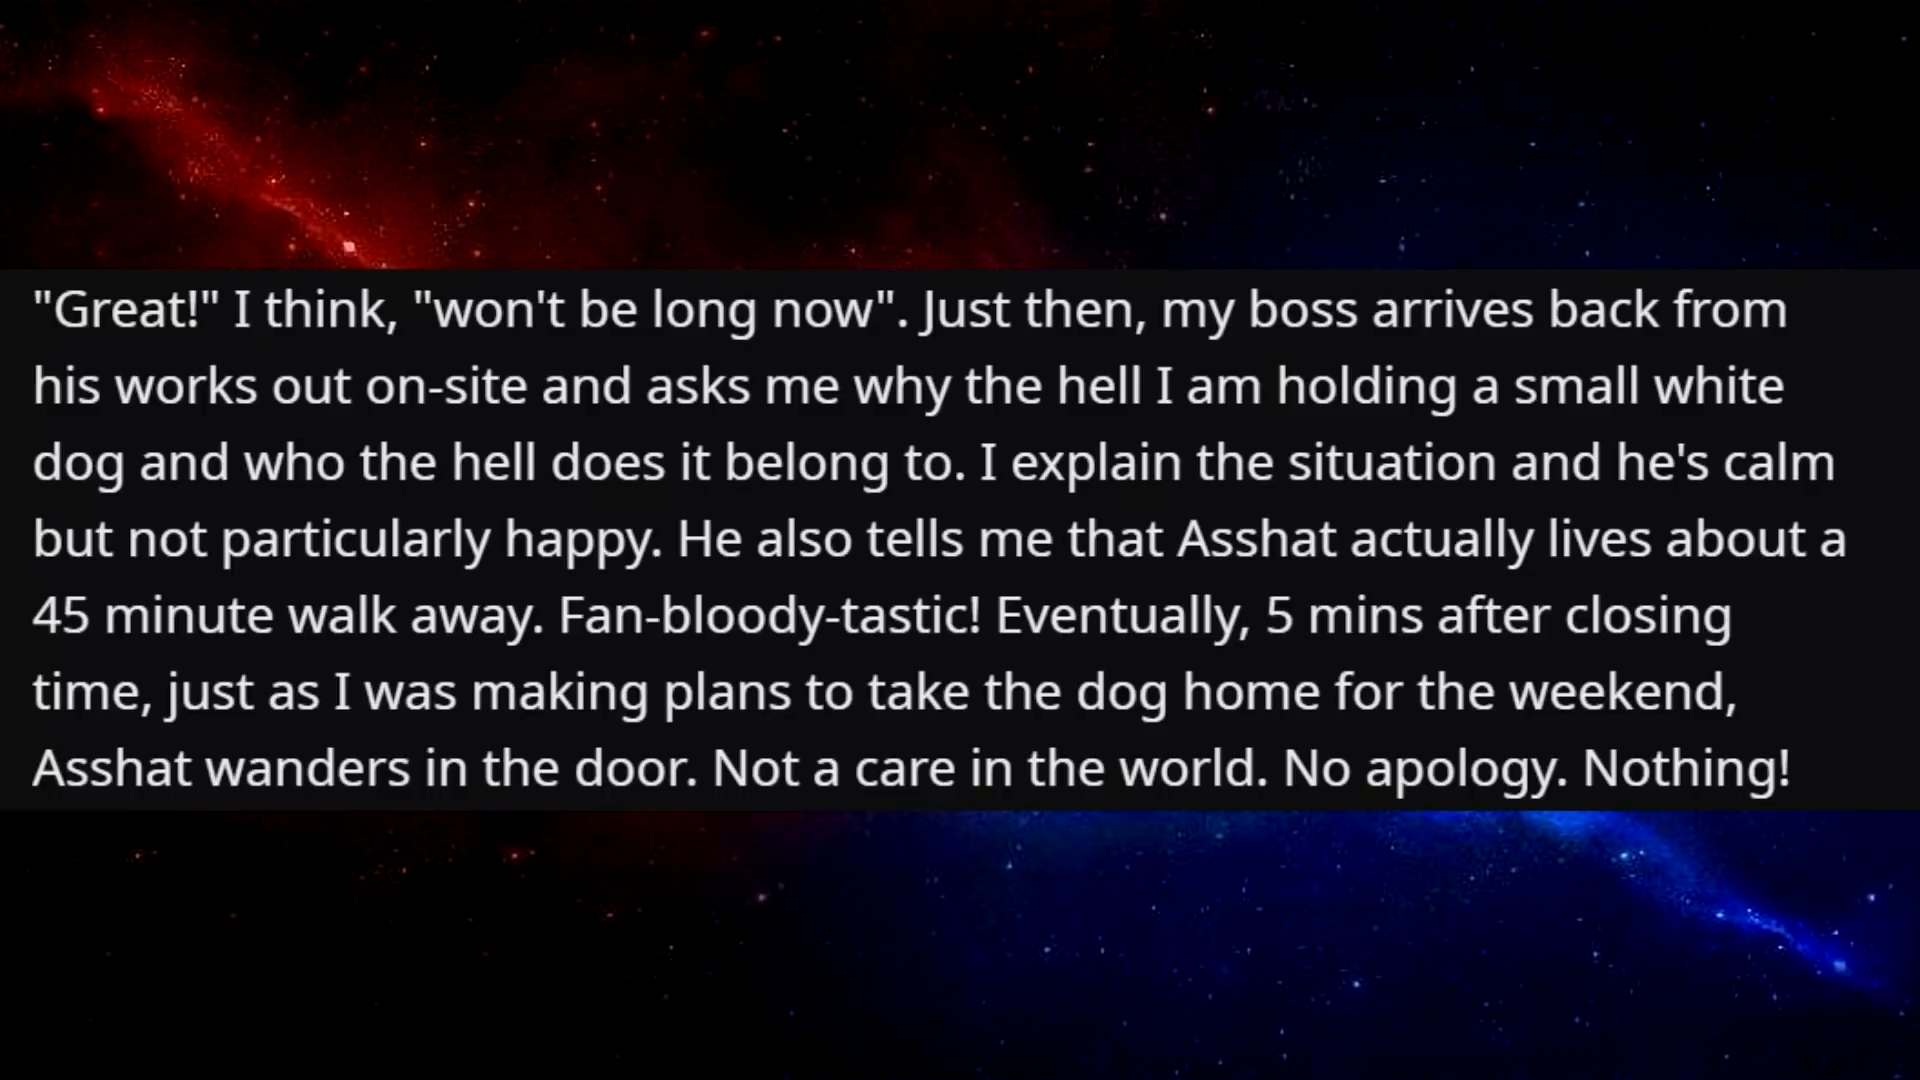 "Great!" I think, "won't be long now". Just then, my boss arrives back from
his works out on-site and asks me why the hell I am holding a small white
dog and who the hell does it belong to. I explain the situation and he's calm
but not particularly happy. He also tells me that Asshat actually lives about a
45 minute walk away. Fan-bloody-tastic! Eventually, 5 mins after closing
time, just as I was making plans to take the dog home for the weekend,
Asshat wanders in the door. Not a care in the world. No apology. Nothing!